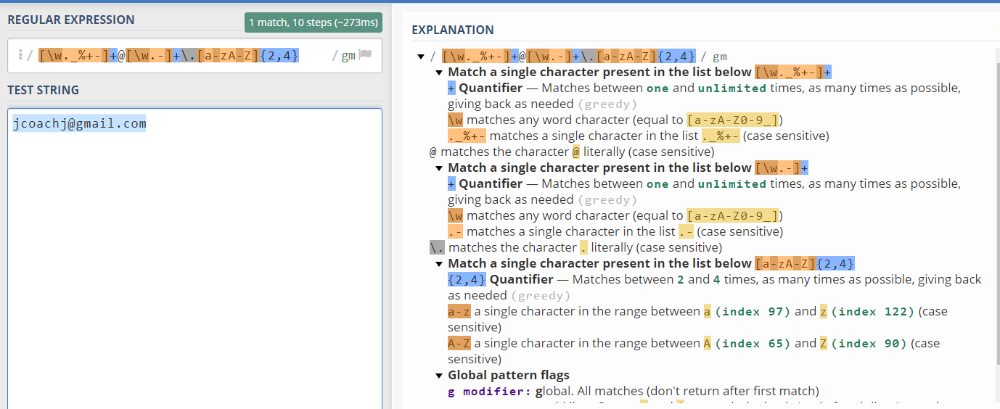 REGULAR EXPRESSION
1 match, 10 steps (~273ms)
/ [\w._%+-]+@[\w.-]+\.[a-zA-Z]{2,4} / gm
TEST STRING
jcoachj@gmail.com
EXPLANATION
/ [\w._%+-]+@[\w.-]+\.[a-zA-Z]{2,4} / gm
Match a single character present in the list below [\w._%+-]+
+ Quantifier — Matches between one and unlimited times, as many times as possible,
giving back as needed (greedy)
\w matches any word character (equal to [a-zA-Z0-9_])
._%+- matches a single character in the list ._%+- (case sensitive)
@ matches the character @ literally (case sensitive)
Match a single character present in the list below [\w.-]+
+ Quantifier — Matches between one and unlimited times, as many times as possible,
giving back as needed (greedy)
\w matches any word character (equal to [a-zA-Z0-9_])
.- matches a single character in the list .- (case sensitive)
\. matches the character . literally (case sensitive)
Match a single character present in the list below [a-zA-Z]{2,4}
{2,4} Quantifier — Matches between 2 and 4 times, as many times as possible, giving back
as needed (greedy)
a-z a single character in the range between a (index 97) and z (index 122) (case
sensitive)
A-Z a single character in the range between A (index 65) and Z (index 90) (case
sensitive)
Global pattern flags
g modifier: global. All matches (don't return after first match)